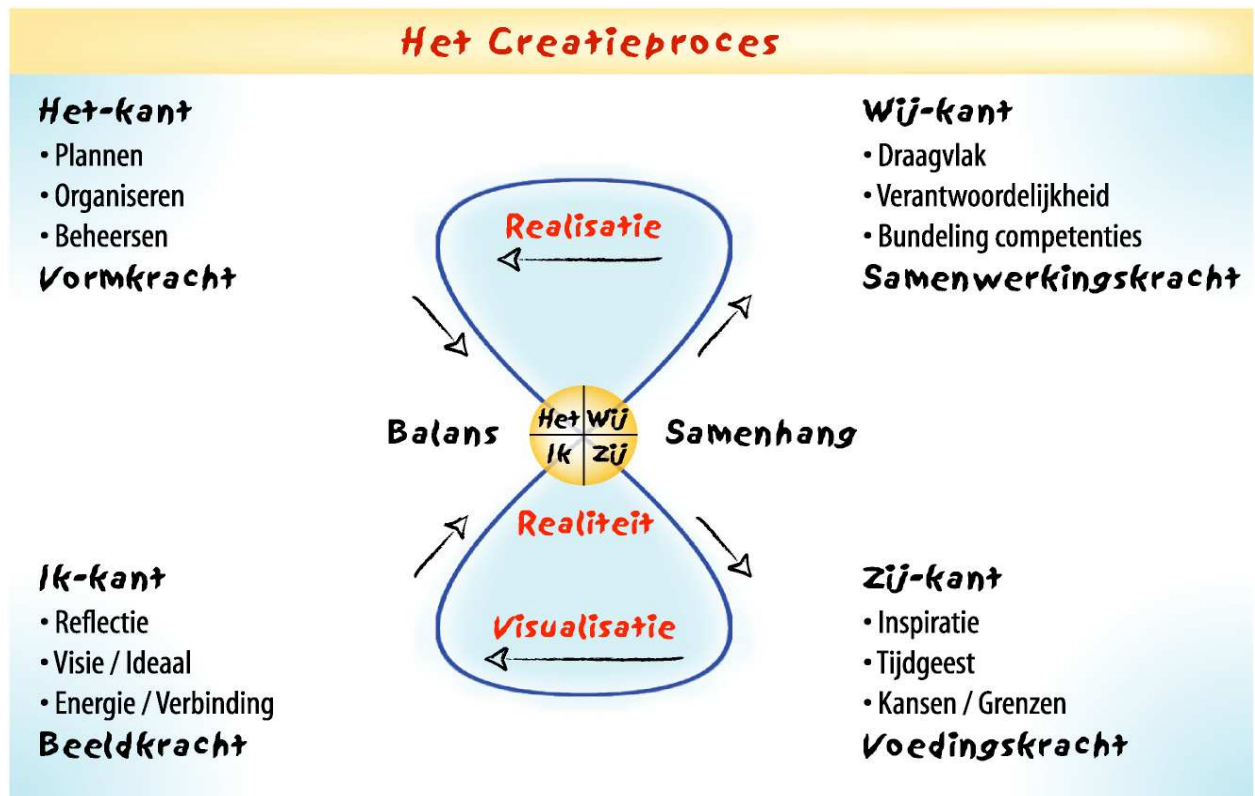 Het Creatieproces
Het-kant
• Plannen
• Organiseren
• Beheersen
Vormkracht
Wij-kant
• Draagvlak
• Verantwoordelijkheid
• Bundeling competenties
Samenwerkingskracht
Realisatie
Balans
Het Wij
Ik Zij
Samenhang
Realiteit
Visualisatie
Ik-kant
• Reflectie
• Visie / Ideaal
• Energie / Verbinding
Beeldkracht
Zij-kant
• Inspiratie
• Tijdgeest
• Kansen / Grenzen
Voedingskracht